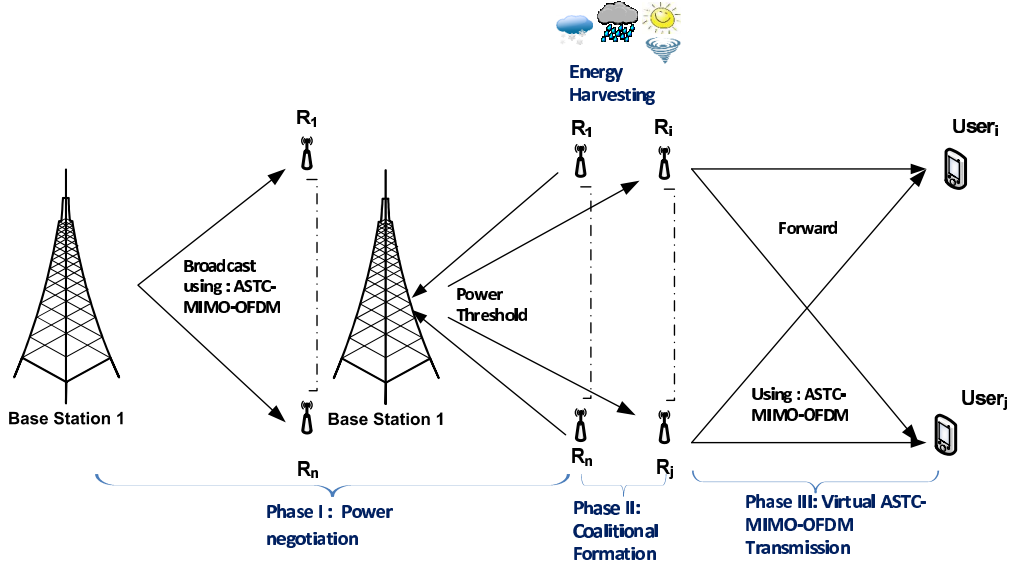 Energy
Harvesting
R1
R1
Ri
Useri
Broadcast
using : ASTC-
MIMO-OFDM
Power
Threshold
Forward
Using : ASTC-
MIMO-OFDM
Userj
Base Station 1
Base Station 1
Rn
Rn
Rj
Phase I : Power
negotiation
Phase II:
Coalitional
Formation
Phase III: Virtual ASTC-
MIMO-OFDM
Transmission